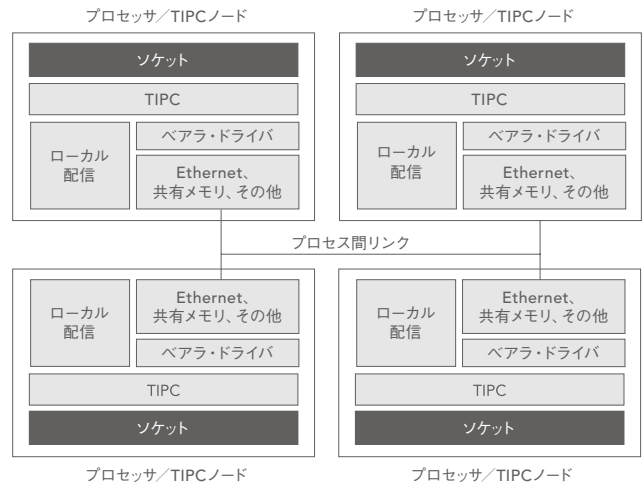 プロセッサ／TIPCノード
ソケット
TIPC
ローカル
配信
ベアラ・ドライバ
Ethernet、
共有メモリ、その他
プロセッサ／TIPCノード
ソケット
TIPC
ローカル
配信
ベアラ・ドライバ
Ethernet、
共有メモリ、その他
プロセス間リンク
ローカル
配信
Ethernet、
共有メモリ、その他
ベアラ・ドライバ
TIPC
ソケット
プロセッサ／TIPCノード
ローカル
配信
Ethernet、
共有メモリ、その他
ベアラ・ドライバ
TIPC
ソケット
プロセッサ／TIPCノード